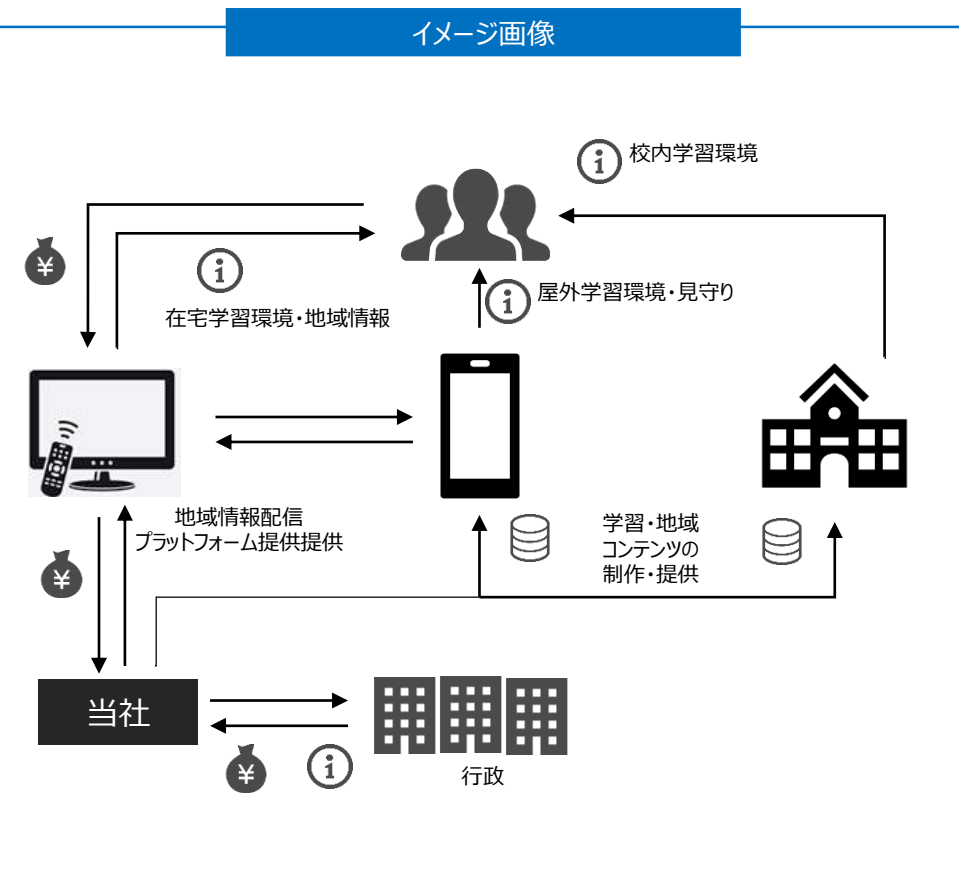 イメージ画像
校内学習環境
屋外学習環境・見守り
在宅学習環境・地域情報
地域情報配信
プラットフォーム提供提供
学習・地域
コンテンツの
制作・提供
当社
行政